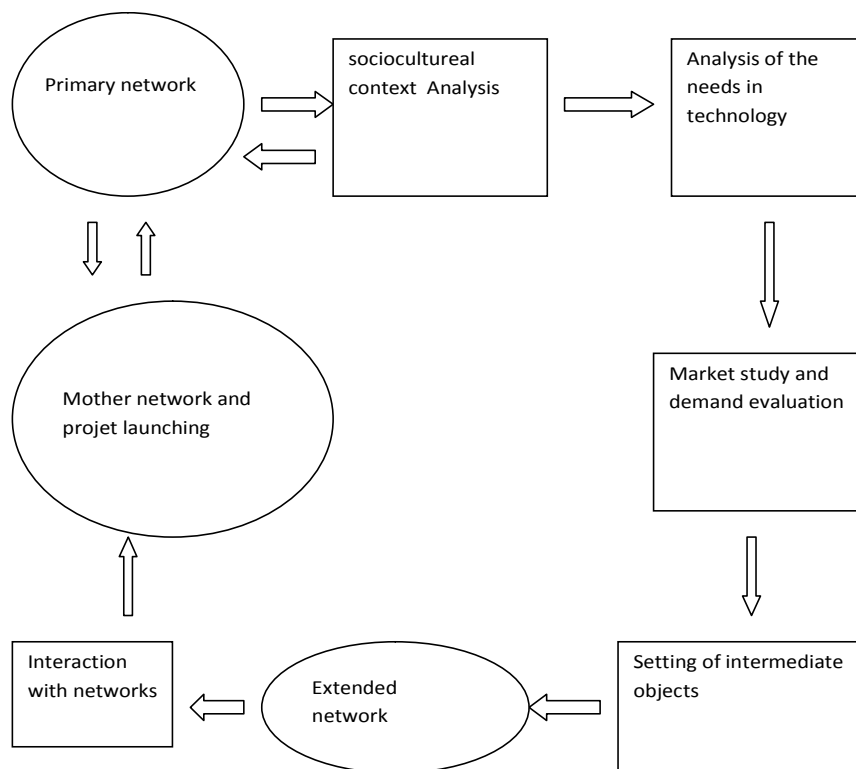 Primary network
sociocultureal
context Analysis
Analysis of the
needs in
technology
Mother network and
projet launching
Market study and
demand evaluation
Interaction
with networks
Extended
network
Setting of intermediate
objects